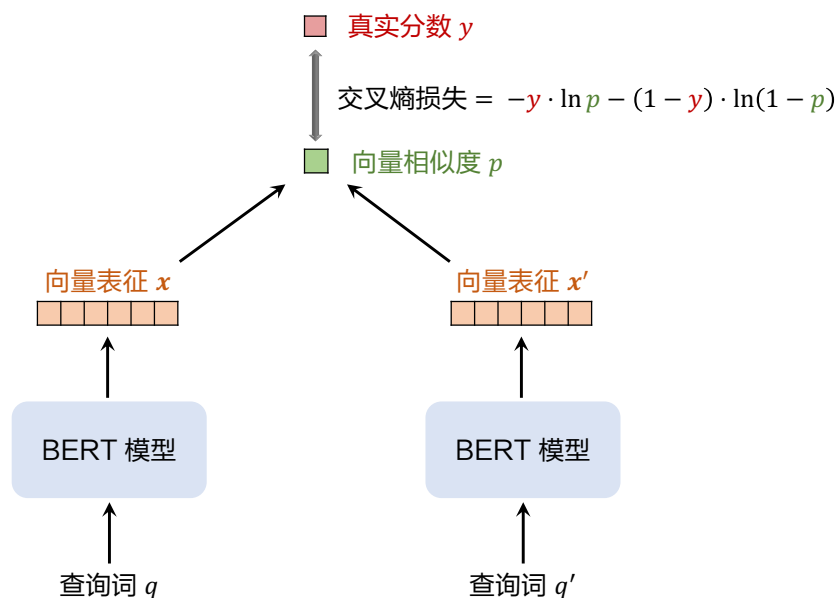 真实分数 y
交叉熵损失 = −y · ln p − (1 − y) · ln(1 − p)
向量相似度 p
向量表征 x
向量表征 x′
BERT 模型
BERT 模型
查询词 q
查询词 q′